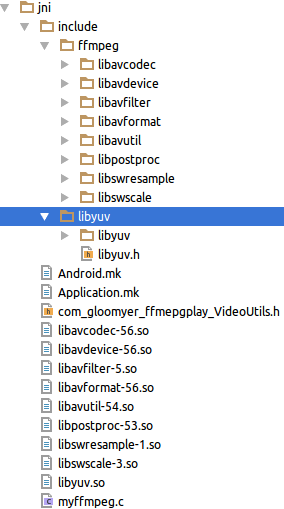 jni
include
ffmpeg
libavcodec
libavdevice
libavfilter
libavformat
libavutil
libpostproc
libswresample
libswscale
libyuv
libyuv
libyuv.h
Android.mk
Application.mk
com_gloomyer_ffmepgplay_VideoUtils.h
libavcodec-56.so
libavdevice-56.so
libavfilter-5.so
libavformat-56.so
libavutil-54.so
libpostproc-53.so
libswresample-1.so
libswscale-3.so
libyuv.so
myffmpeg.c